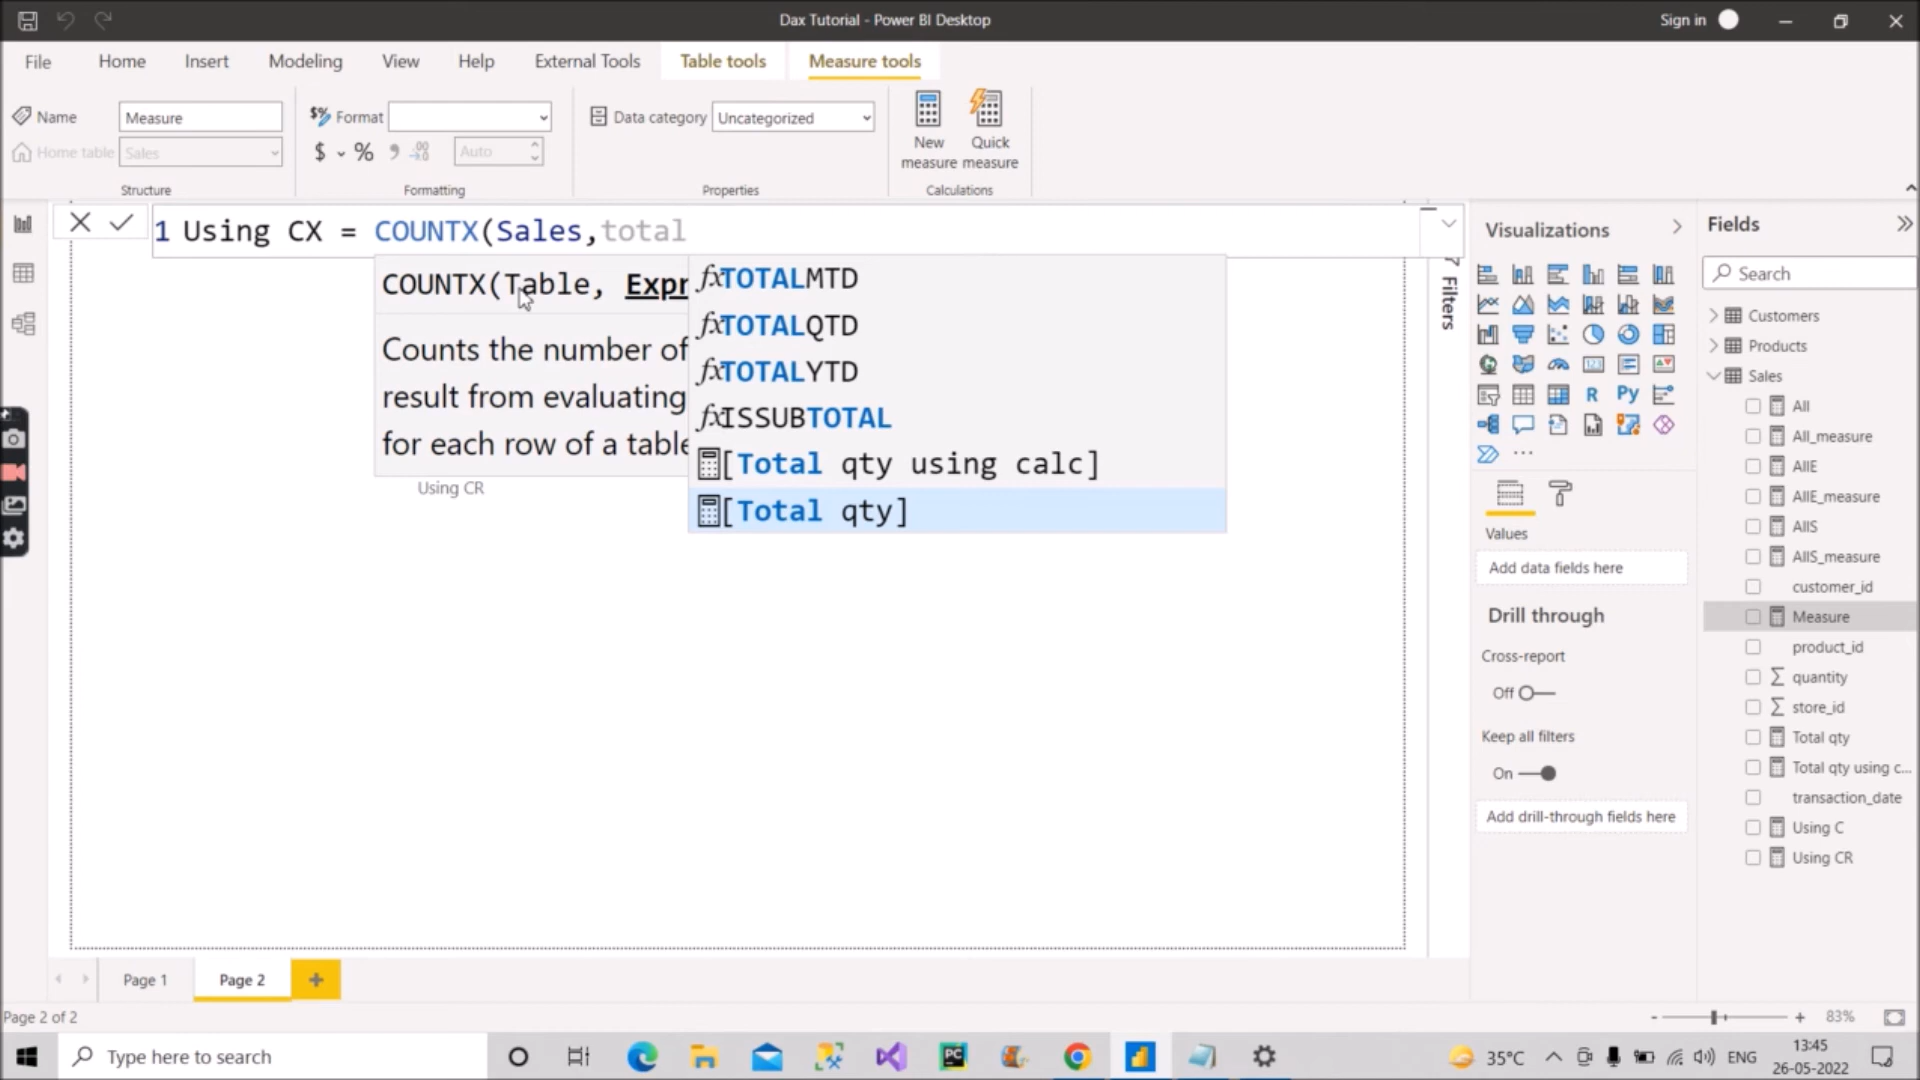 Dax Tutorial - Power BI Desktop
Sign in
File Home Insert Modeling View Help External Tools Table tools Measure tools
Name Measure
Home table Sales
Structure
Format
$ % Auto
Formatting
Data category Uncategorized
Properties
New measure
Quick measure
Calculations
1 Using CX = COUNTX(Sales,total
COUNTX(Table, Expr
Counts the number of
result from evaluating
for each row of a table
Using CR
TOTALMTD
TOTALQTD
TOTALYTD
ISSUBTOTAL
[Total qty using calc]
[Total qty]
Filters
Visualizations
R Py
Values
Add data fields here
Drill through
Cross-report
Off
Keep all filters
On
Add drill-through fields here
Fields
Search
Customers
Products
Sales
All
All_measure
AllE
AllE_measure
AllS
AllS_measure
customer_id
Measure
product_id
quantity
store_id
Total qty
Total qty using c...
transaction_date
Using C
Using CR
Page 1 Page 2 +
Page 2 of 2
- + 83%
Type here to search
PC
35°C
ENG
13:45
26-05-2022